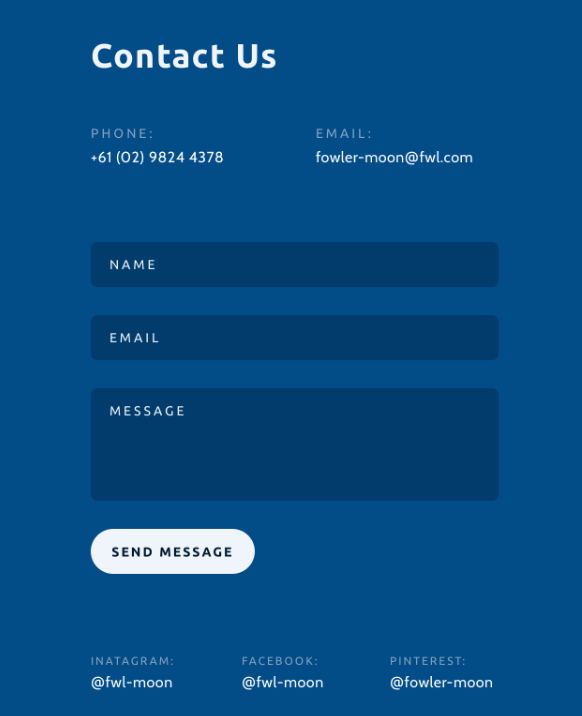 Contact Us
PHONE:
+61 (02) 9824 4378
EMAIL:
fowler-moon@fwl.com
NAME
EMAIL
MESSAGE
SEND MESSAGE
INATAGRAM:
@fwl-moon
FACEBOOK:
@fwl-moon
PINTEREST:
@fowler-moon